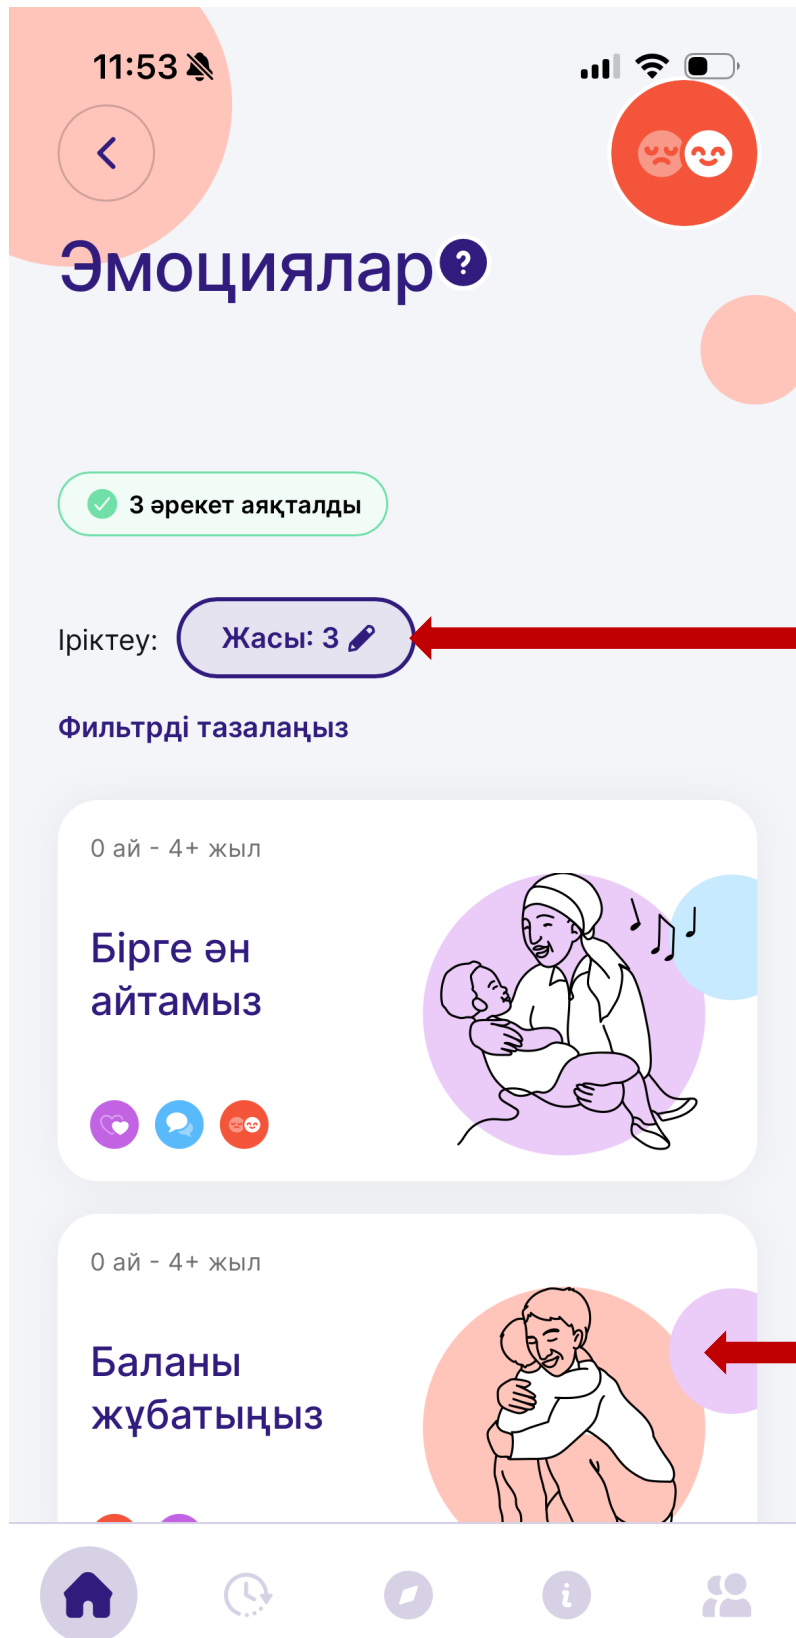 11:53
Эмоциялар ?
3 әрекет аяқталды
Іріктеу: Жасы: 3
Фильтрді тазалаңыз
0 ай - 4+ жыл
Бірге ән
айтамыз
0 ай - 4+ жыл
Баланы
жұбатыңыз